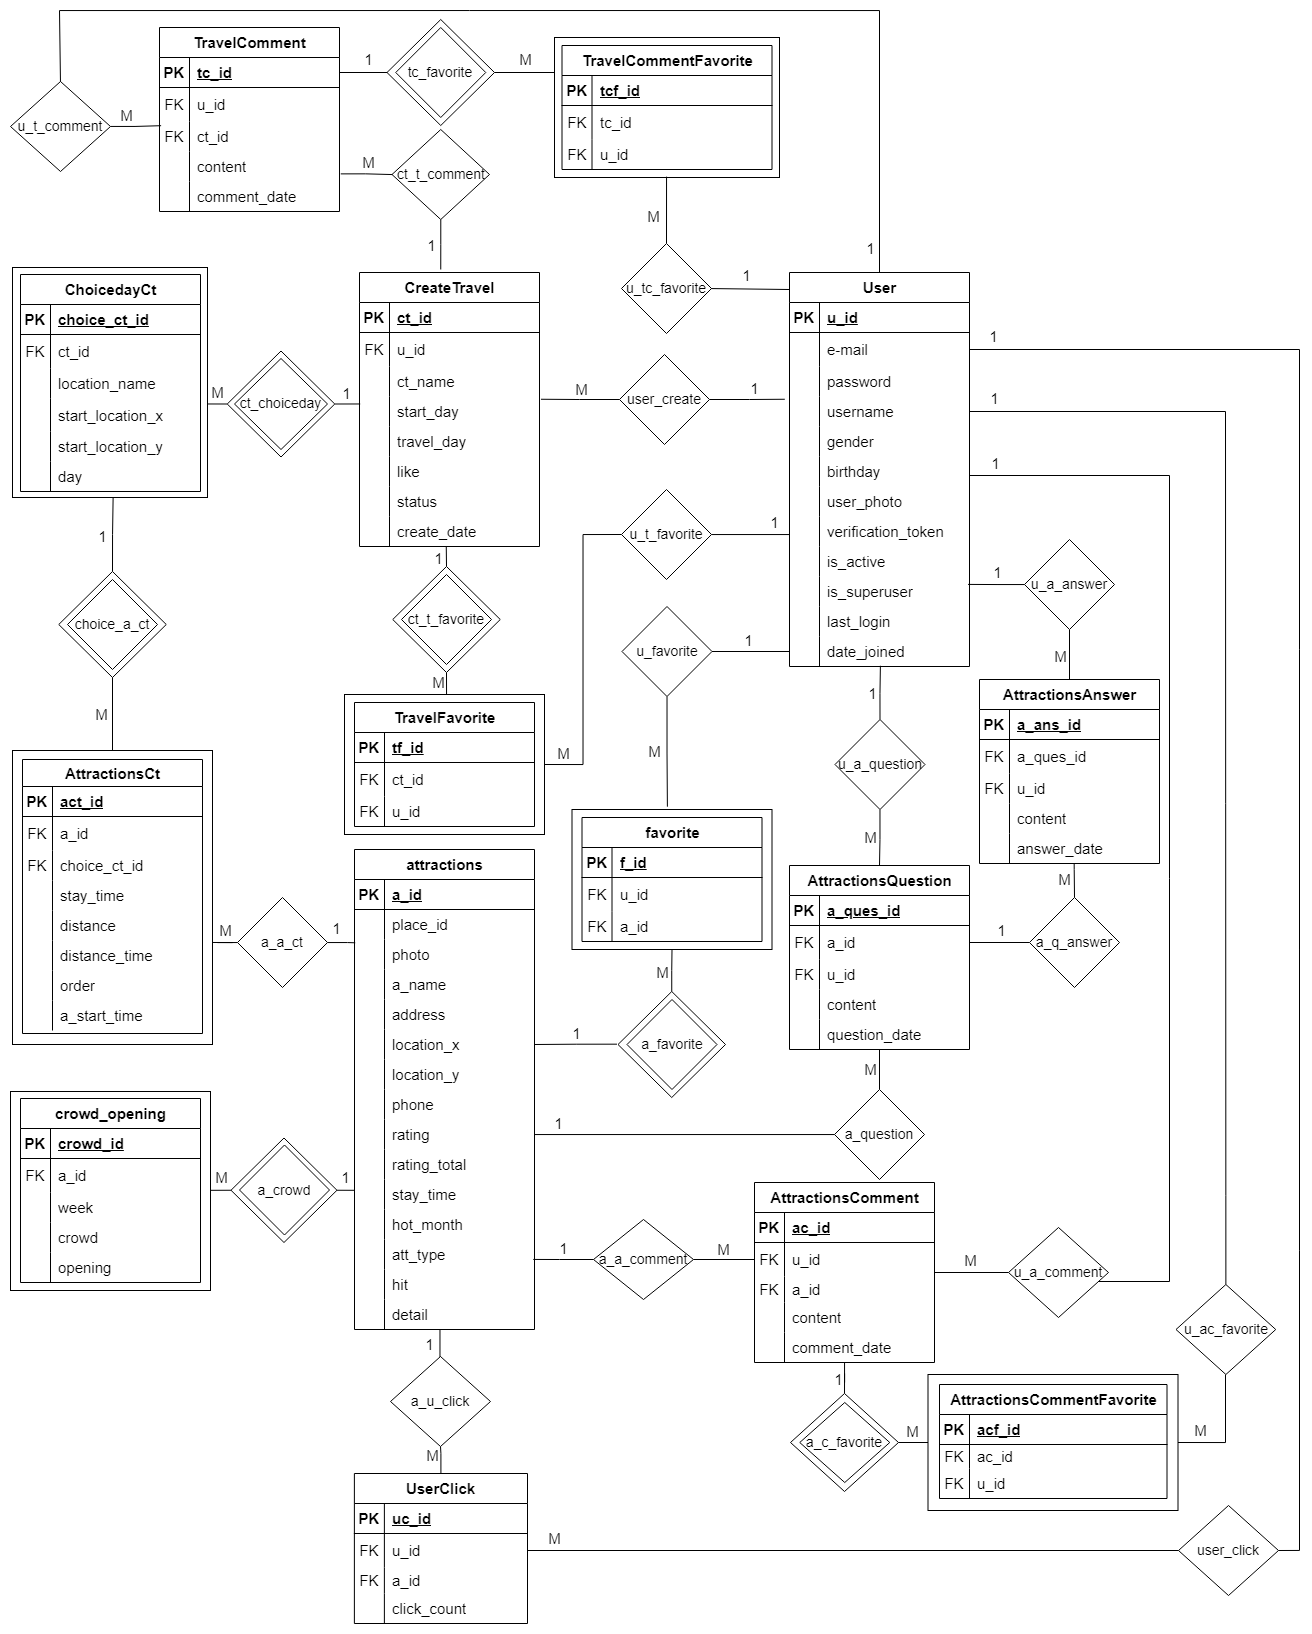 TravelComment
PK tc_id
FK u_id
FK ct_id
content
comment_date
1
tc_favorite
M
TravelCommentFavorite
PK tcf_id
FK tc_id
FK u_id
u_t_comment
M
M
ct_t_comment
1
M
u_tc_favorite
1
1
ChoicedayCt
PK choice_ct_id
FK ct_id
location_name
start_location_x
start_location_y
day
M
ct_choiceday
1
CreateTravel
PK ct_id
FK u_id
ct_name
start_day
travel_day
like
status
create_date
M
user_create
1
User
PK u_id
e-mail
password
username
gender
birthday
user_photo
verification_token
is_active
is_superuser
last_login
date_joined
1
1
1
1
u_a_answer
M
1
choice_a_ct
M
1
ct_t_favorite
M
u_t_favorite
1
M
u_favorite
1
M
TravelFavorite
PK tf_id
FK ct_id
FK u_id
1
u_a_question
M
AttractionsAnswer
PK a_ans_id
FK a_ques_id
FK u_id
content
answer_date
M
a_q_answer
1
AttractionsCt
PK act_id
FK a_id
FK choice_ct_id
stay_time
distance
distance_time
order
a_start_time
M
a_a_ct
1
attractions
PK a_id
place_id
photo
a_name
address
location_x
location_y
phone
rating
rating_total
stay_time
hot_month
att_type
hit
detail
favorite
PK f_id
FK u_id
FK a_id
M
a_favorite
1
AttractionsQuestion
PK a_ques_id
FK a_id
FK u_id
content
question_date
M
a_question
1
crowd_opening
PK crowd_id
FK a_id
week
crowd
opening
M
a_crowd
1
1
a_a_comment
M
AttractionsComment
PK ac_id
FK u_id
FK a_id
content
comment_date
M
u_a_comment
u_ac_favorite
M
1
a_c_favorite
M
AttractionsCommentFavorite
PK acf_id
FK ac_id
FK u_id
1
a_u_click
M
UserClick
PK uc_id
FK u_id
FK a_id
click_count
M
user_click